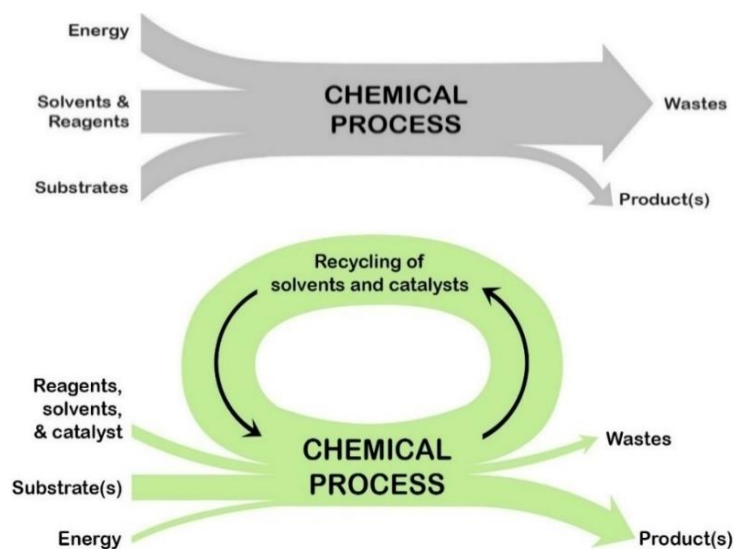 Energy
Solvents &
Reagents
Substrates
CHEMICAL
PROCESS
Wastes
Product(s)
Recycling of
solvents and catalysts
Reagents,
solvents,
& catalyst
Substrate(s)
Energy
CHEMICAL
PROCESS
Wastes
Product(s)